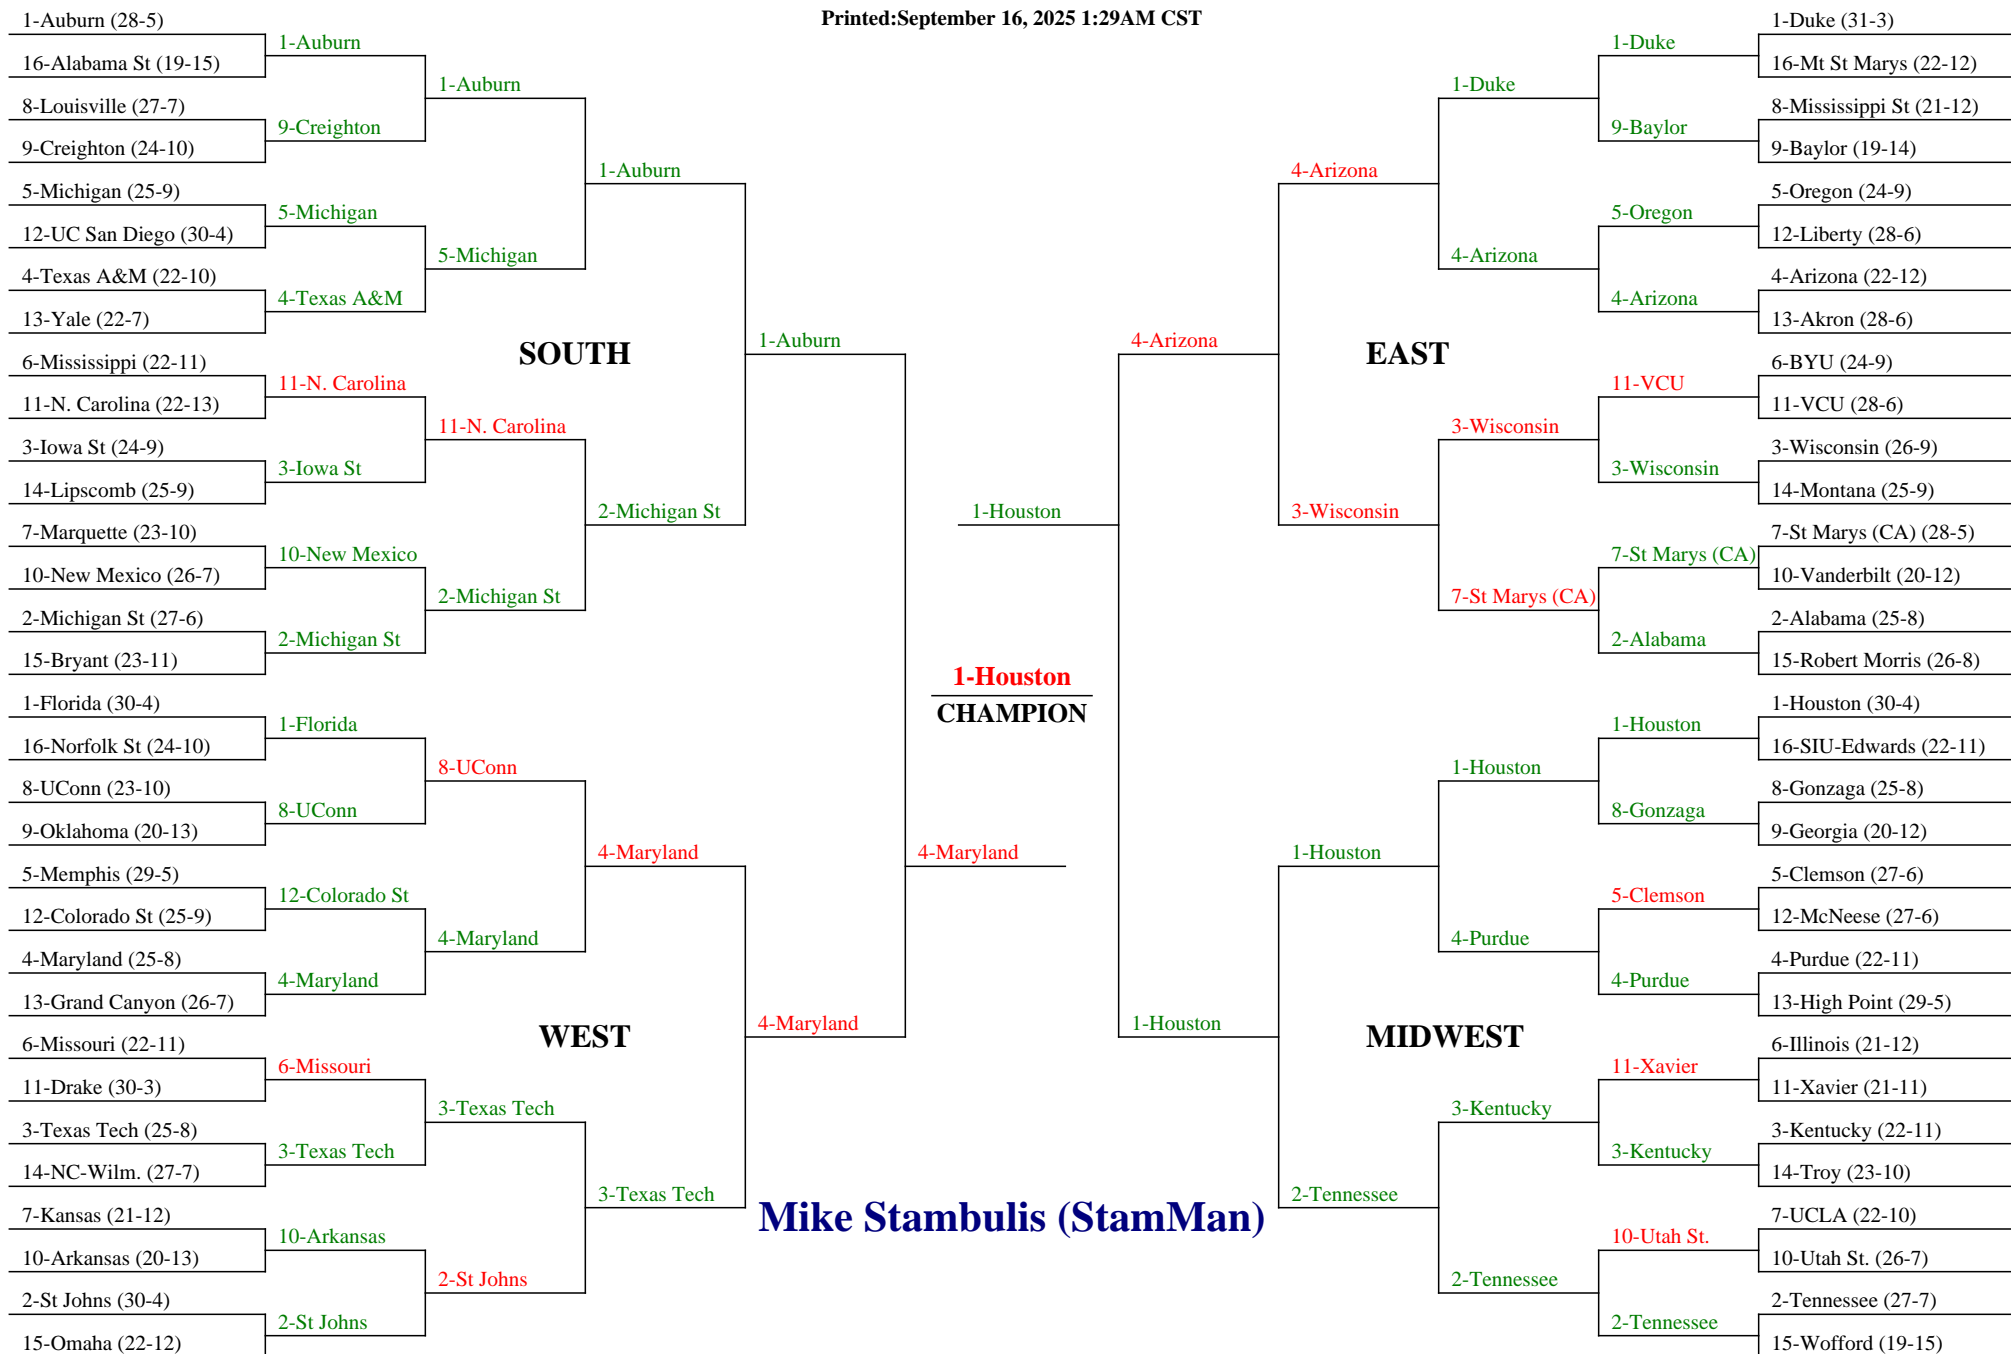 Printed:September 16, 2025 1:29AM CST
1-Auburn (28-5)
16-Alabama St (19-15)
8-Louisville (27-7)
9-Creighton (24-10)
5-Michigan (25-9)
12-UC San Diego (30-4)
4-Texas A&M (22-10)
13-Yale (22-7)
6-Mississippi (22-11)
11-N. Carolina (22-13)
3-Iowa St (24-9)
14-Lipscomb (25-9)
7-Marquette (23-10)
10-New Mexico (26-7)
2-Michigan St (27-6)
15-Bryant (23-11)
1-Florida (30-4)
16-Norfolk St (24-10)
8-UConn (23-10)
9-Oklahoma (20-13)
5-Memphis (29-5)
12-Colorado St (25-9)
4-Maryland (25-8)
13-Grand Canyon (26-7)
6-Missouri (22-11)
11-Drake (30-3)
3-Texas Tech (25-8)
14-NC-Wilm. (27-7)
7-Kansas (21-12)
10-Arkansas (20-13)
2-St Johns (30-4)
15-Omaha (22-12)
1-Auburn
9-Creighton
5-Michigan
4-Texas A&M
11-N. Carolina
3-Iowa St
10-New Mexico
2-Michigan St
1-Florida
8-UConn
12-Colorado St
4-Maryland
6-Missouri
3-Texas Tech
10-Arkansas
2-St Johns
1-Auburn
5-Michigan
11-N. Carolina
2-Michigan St
8-UConn
4-Maryland
3-Texas Tech
2-St Johns
1-Auburn
2-Michigan St
4-Maryland
3-Texas Tech
SOUTH
WEST
1-Auburn
4-Maryland
4-Maryland
1-Houston
1-Houston
CHAMPION
Mike Stambulis (StamMan)
4-Arizona
1-Houston
EAST
MIDWEST
4-Arizona
3-Wisconsin
1-Houston
2-Tennessee
1-Duke
4-Arizona
3-Wisconsin
7-St Marys (CA)
1-Houston
4-Purdue
3-Kentucky
2-Tennessee
1-Duke
9-Baylor
5-Oregon
4-Arizona
11-VCU
3-Wisconsin
7-St Marys (CA)
2-Alabama
1-Houston
8-Gonzaga
5-Clemson
4-Purdue
11-Xavier
3-Kentucky
10-Utah St.
2-Tennessee
1-Duke (31-3)
16-Mt St Marys (22-12)
8-Mississippi St (21-12)
9-Baylor (19-14)
5-Oregon (24-9)
12-Liberty (28-6)
4-Arizona (22-12)
13-Akron (28-6)
6-BYU (24-9)
11-VCU (28-6)
3-Wisconsin (26-9)
14-Montana (25-9)
7-St Marys (CA) (28-5)
10-Vanderbilt (20-12)
2-Alabama (25-8)
15-Robert Morris (26-8)
1-Houston (30-4)
16-SIU-Edwards (22-11)
8-Gonzaga (25-8)
9-Georgia (20-12)
5-Clemson (27-6)
12-McNeese (27-6)
4-Purdue (22-11)
13-High Point (29-5)
6-Illinois (21-12)
11-Xavier (21-11)
3-Kentucky (22-11)
14-Troy (23-10)
7-UCLA (22-10)
10-Utah St. (26-7)
2-Tennessee (27-7)
15-Wofford (19-15)